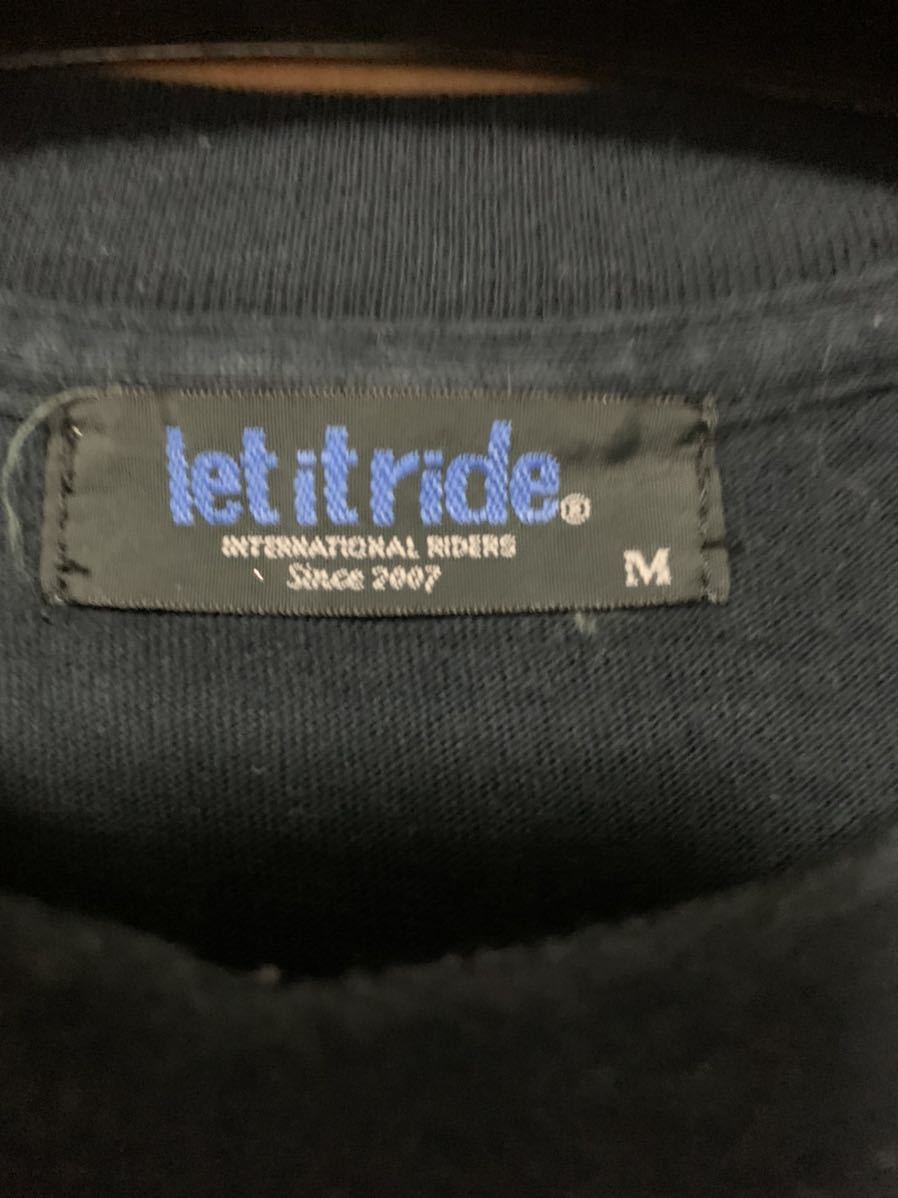 let it ride®
INTERNATIONAL RIDERS
Since 2007
M